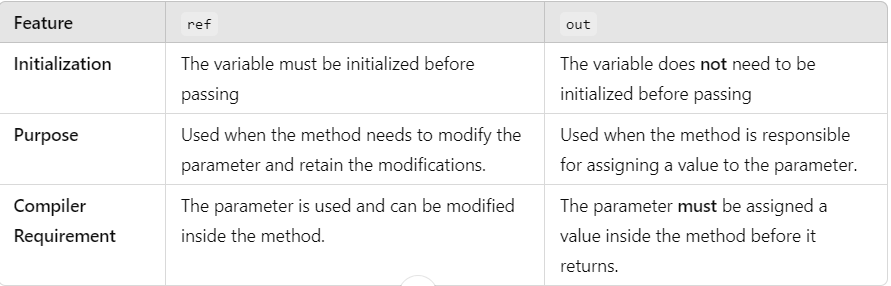 Feature ref out
Initialization The variable must be initialized before The variable does not need to be
passing initialized before passing
Purpose Used when the method needs to modify the Used when the method is responsible
parameter and retain the modifications. for assigning a value to the parameter.
Compiler The parameter is used and can be modified The parameter must be assigned a
Requirement inside the method. value inside the method before it
returns.